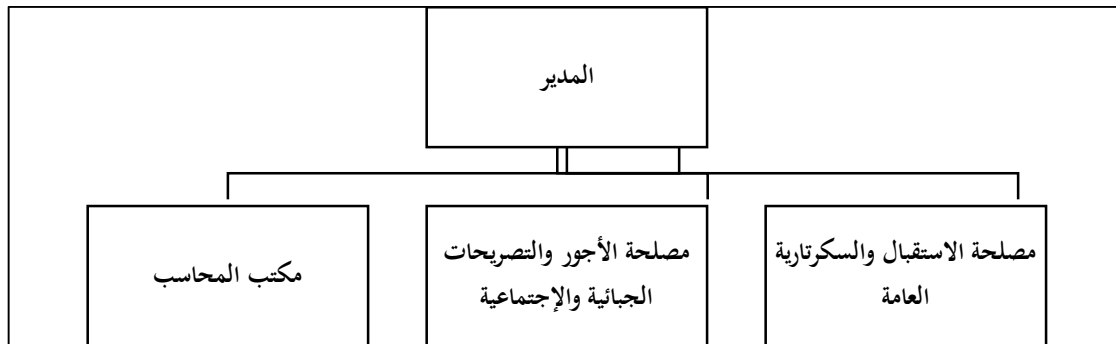 المدير
مصلحة الاستقبال والسكرتارية
العامة
مصلحة الأجور والتصريحات
الجبائية والإجتماعية
مكتب المحاسب